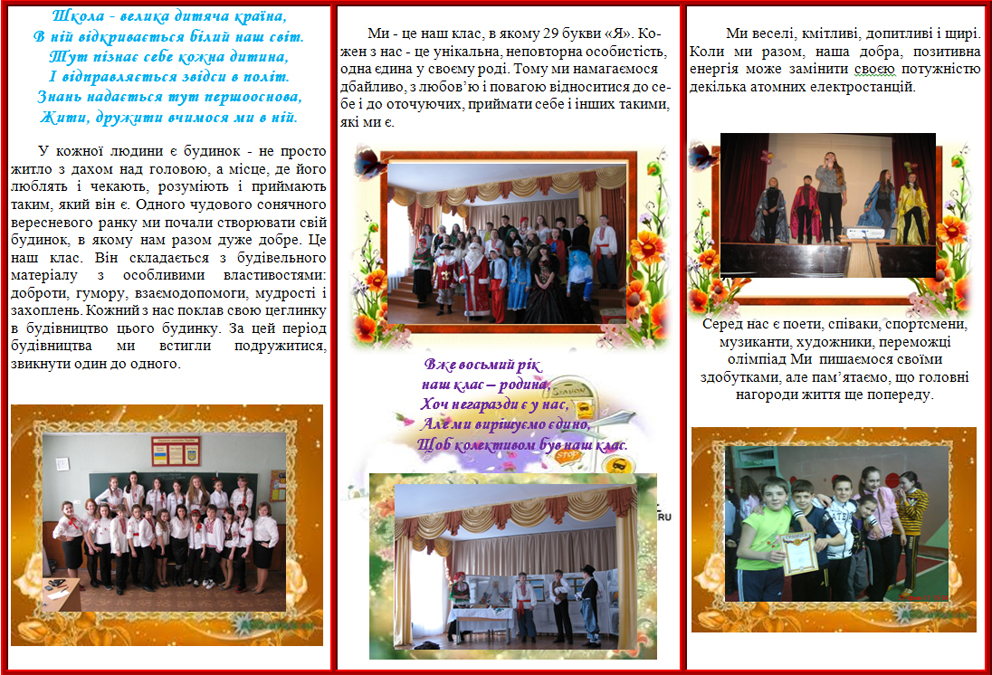 Школа - велика дитяча країна,
В ній відкривається білий наш світ.
Тут пізнає себе кожна дитина,
І відправляється звідси в політ.
Знань надається тут першооснова,
Жити, дружити вчимося ми в ній.
У кожної людини є будинок - не просто
житло з дахом над головою, а місце, де його
люблять і чекають, розуміють і приймають
таким, який він є. Одного чудового сонячного
вересневого ранку ми почали створювати свій
будинок, в якому нам разом дуже добре. Це
наш клас. Він складається з будівельного
матеріалу з особливими властивостями:
доброти, гумору, взаємодопомоги, мудрості і
захоплень. Кожний з нас поклав свою цеглинку
в будівництво цього будинку. За цей період
будівництва ми встигли подружитися,
звикнути один до одного.
Ми - це наш клас, в якому 29 букви «Я». Ко-
жен з нас - це унікальна, неповторна особистість,
одна єдина у своєму роді. Тому ми намагаємося
дбайливо, з любов’ю і повагою відноситися до се-
бе і до оточуючих, приймати себе і інших такими,
які ми є.
Вже восьмий рік
наш клас – родина,
Хоч негаразди є у нас,
Але ми вирішуємо єдино,
Щоб колективом був наш клас.
STOP
RU
Ми веселі, кмітливі, допитливі і щирі.
Коли ми разом, наша добра, позитивна
енергія може замінити своєю потужністю
декілька атомних електростанцій.
Серед нас є поети, співаки, спортсмени,
музиканти, художники, переможці
олімпіад Ми пишаємося своїми
здобутками, але пам’ятаємо, що головні
нагороди життя ще попереду.